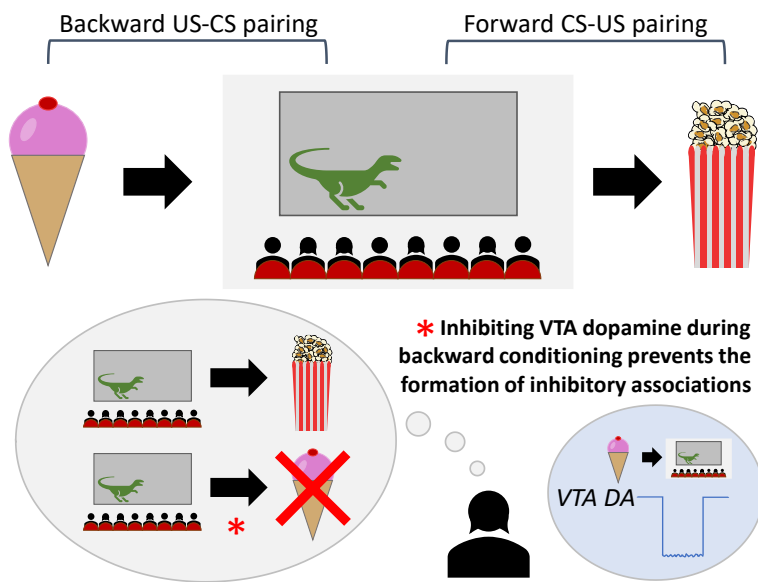 Backward US-CS pairing
Forward CS-US pairing
* Inhibiting VTA dopamine during
backward conditioning prevents the
formation of inhibitory associations
*
VTA DA